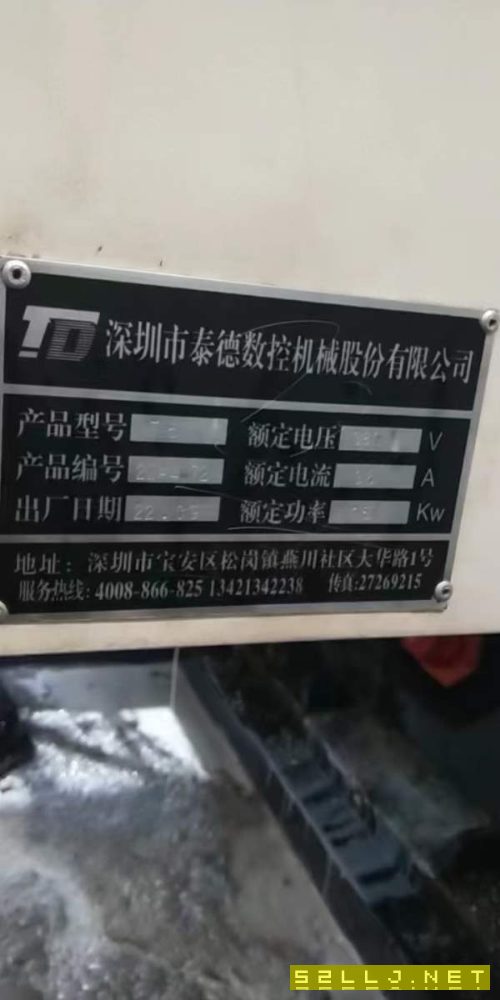 TD 深圳市泰德数控机械股份有限公司
产品型号 额定电压 V
产品编号 额定电流 A
出厂日期 额定功率 Kw
地址：深圳市宝安区松岗镇燕川社区大华路1号
服务热线：4008-866-825 13421342238 传真：27269215
52LLJ.NET